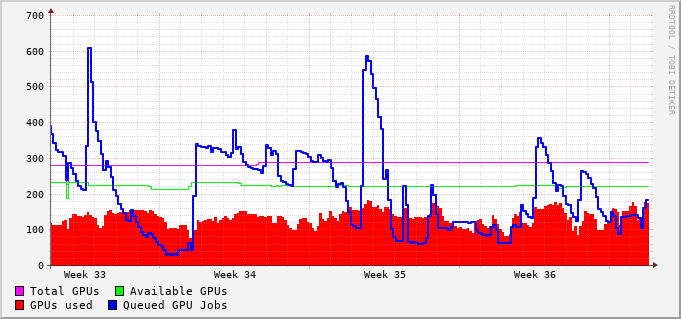 700
600
500
400
300
200
100
0
Week 33 Week 34 Week 35 Week 36
Total GPUs Available GPUs
GPUs used Queued GPU Jobs
RRDTOOL / TOBI OETIKER